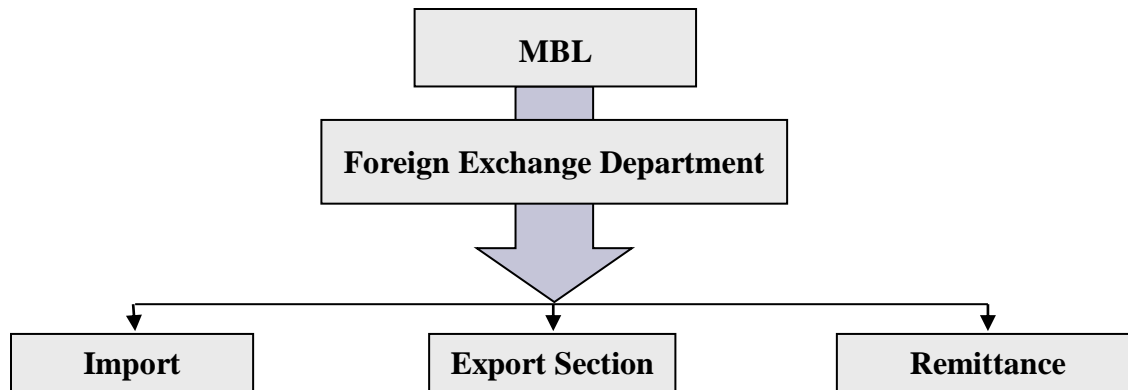 MBL
Foreign Exchange Department
Import
Export Section
Remittance